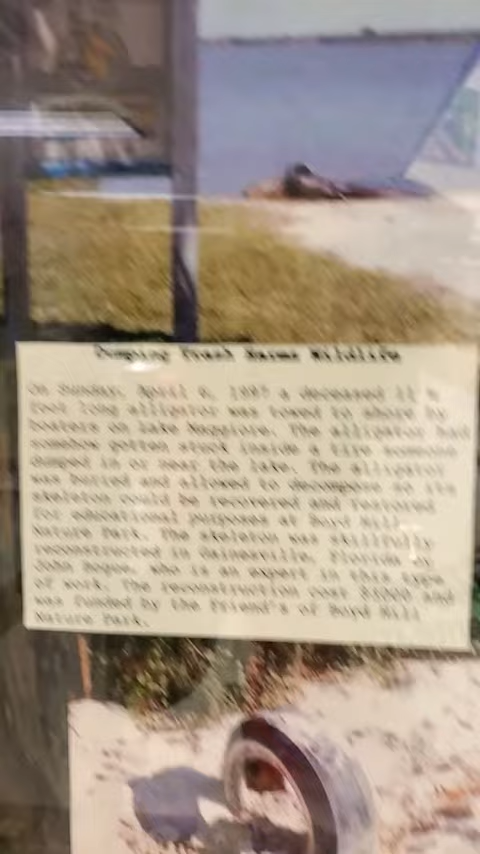 Dumping Trash Harms Wildlife
On Sunday, April 6, 1997 a deceased 11
foot long alligator was towed to shore by
boaters on lake Maggiore. The alligator had
somehow gotten stuck inside a tire someone
dumped in or near the lake. The alligator
was buried and allowed to decompose so its
skeleton could be recovered and restored
for educational purposes at Boyd Hill
Nature Park. The skeleton was skillfully
reconstructed in Gainesville, Florida by
John Bogue, who is an expert in this type
of work. The reconstruction cost $3000 and
was funded by the Friend's of Boyd Hill
Nature Park.